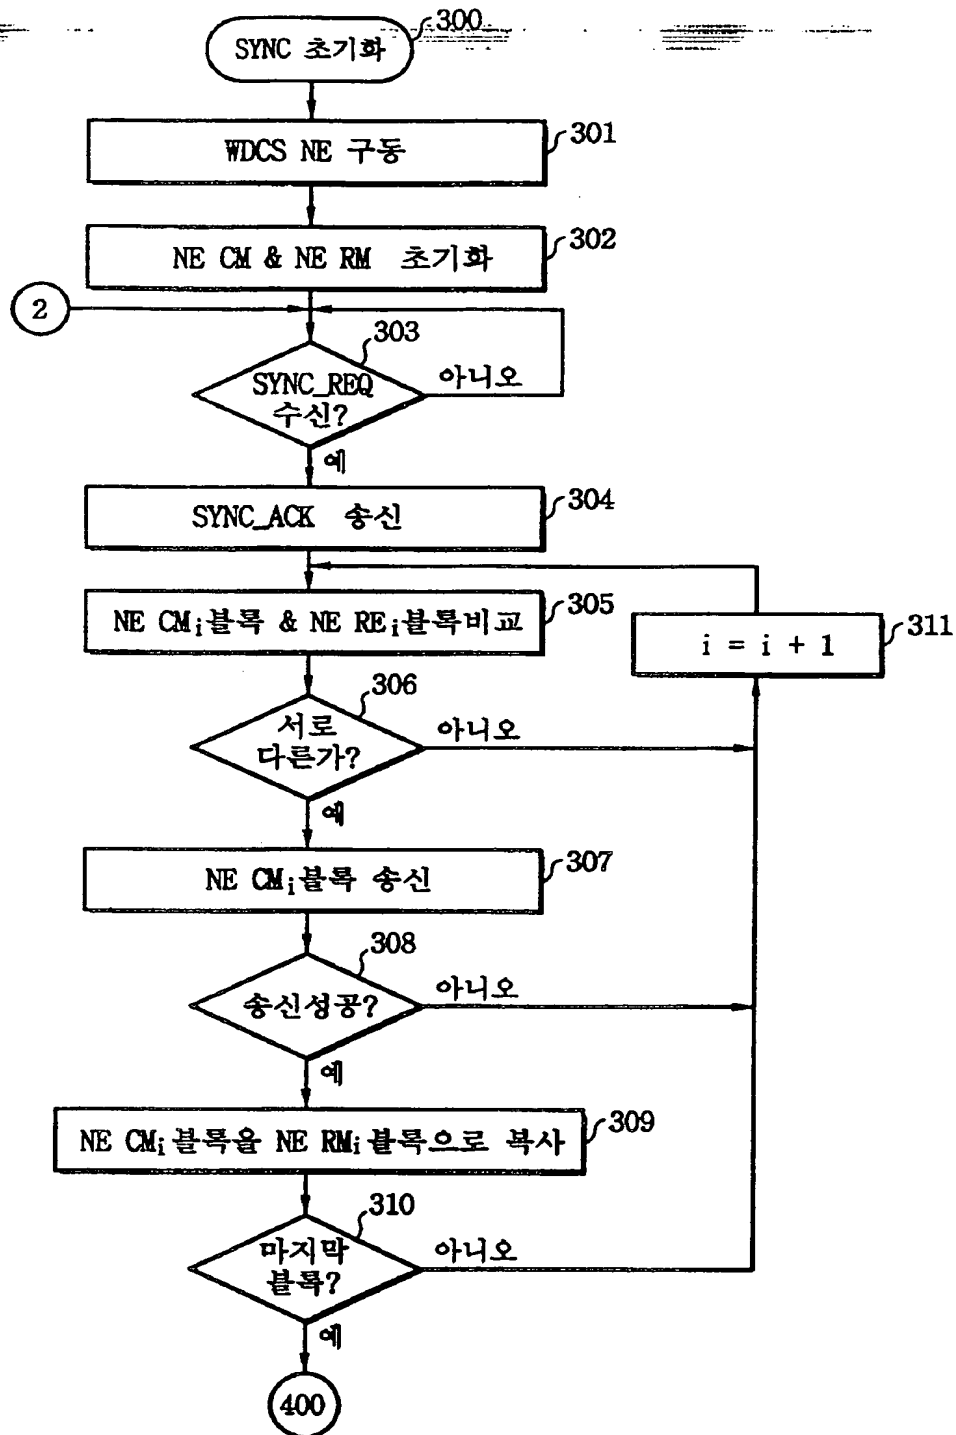 300
SYNC 초기화
301
WDCS NE 구동
302
NE CM & NE RM 초기화
2
303
SYNC_REQ
수신?
아니오
예
304
SYNC_ACK 송신
305
NE CMi블록 & NE REi블록비교
311
i = i + 1
306
서로
다른가?
아니오
예
307
NE CMi블록 송신
308
송신성공?
아니오
예
309
NE CMi블록을 NE RMi블록으로 복사
310
마지막
블록?
아니오
예
400